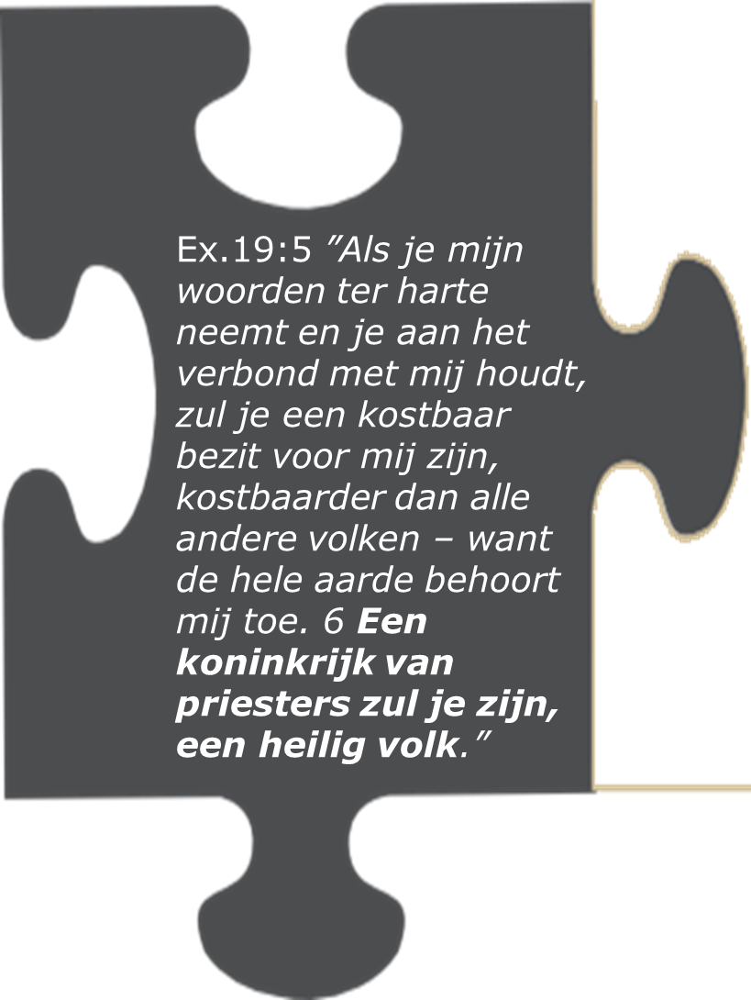 Ex.19:5 ”Als je mijn
woorden ter harte
neemt en je aan het
verbond met mij houdt,
zul je een kostbaar
bezit voor mij zijn,
kostbaarder dan alle
andere volken – want
de hele aarde behoort
mij toe. 6 Een
koninkrijk van
priesters zul je zijn,
een heilig volk.”